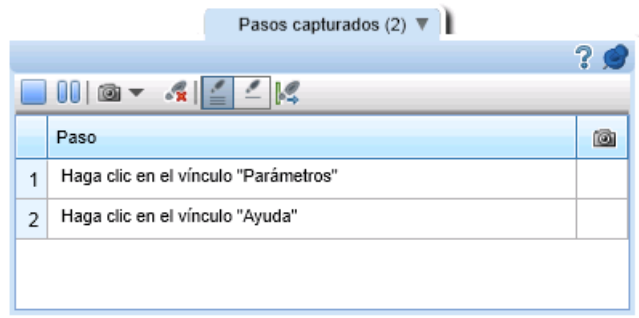 Pasos capturados (2)
?
Paso
1 Haga clic en el vínculo "Parámetros"
2 Haga clic en el vínculo "Ayuda"